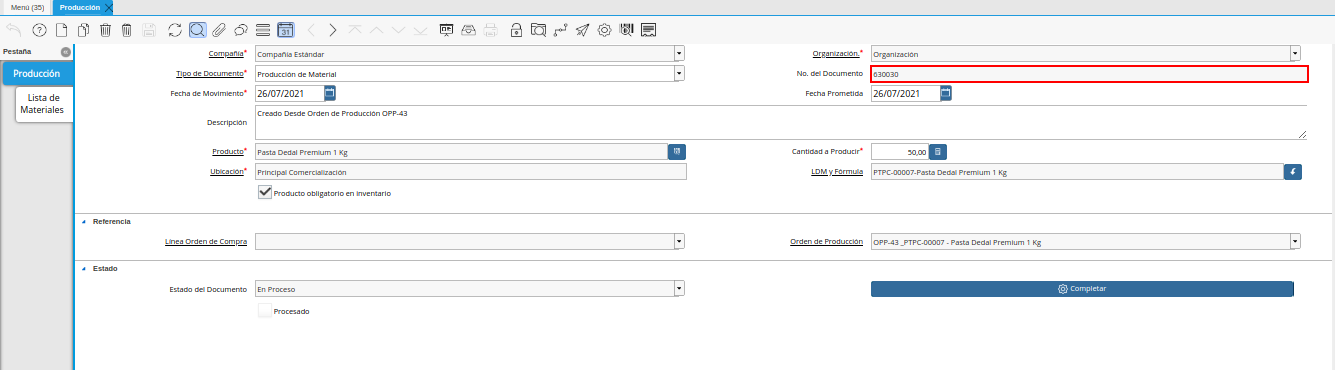 Menú (35) Producción
31
Pestaña
Producción
Lista de
Materiales
Compañía* Compañía Estándar Organización.* Organización
Tipo de Documento* Producción de Material No. del Documento 630030
Fecha de Movimiento* 26/07/2021 Fecha Prometida 26/07/2021
Descripción Creado Desde Orden de Producción OPP-43
Producto* Pasta Dedal Premium 1 Kg Cantidad a Producir* 50,00
Ubicación* Principal Comercialización LDM y Fórmula PTPC-00007-Pasta Dedal Premium 1 Kg
Producto obligatorio en inventario
Referencia
Línea Orden de Compra Orden de Producción OPP-43 _PTPC-00007 - Pasta Dedal Premium 1 Kg
Estado
Estado del Documento En Proceso Completar
Procesado